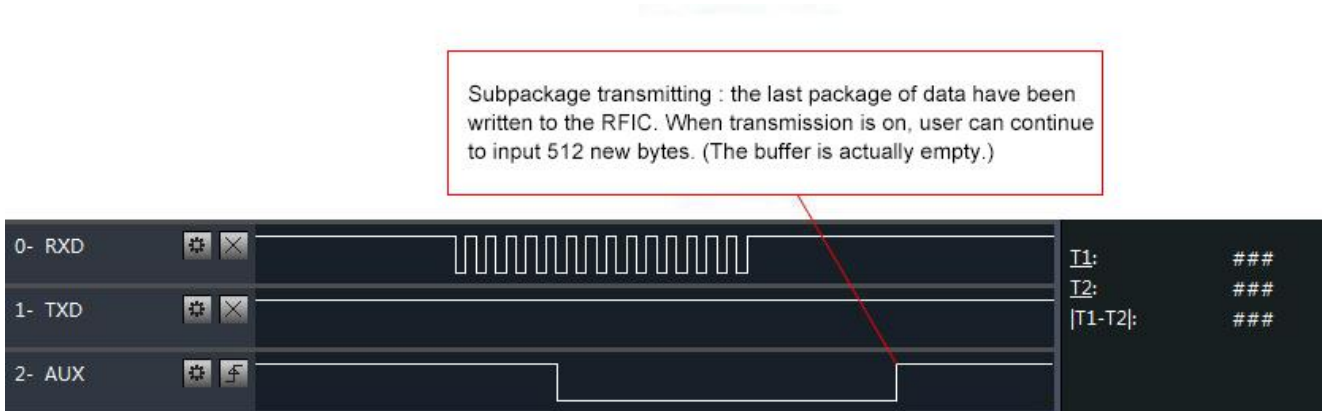 Subpackage transmitting : the last package of data have been
written to the RFIC. When transmission is on, user can continue
to input 512 new bytes. (The buffer is actually empty.)
0- RXD
1- TXD
2- AUX
T1: ###
T2: ###
|T1-T2|: ###